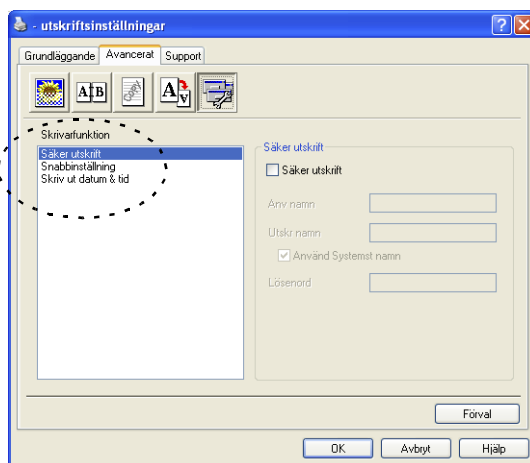 - utskriftsinställningar
Grundläggande Avancerat Support
A B
A A
Skrivarfunktion
Säker utskrift
Snabbinställning
Skriv ut datum & tid
Säker utskrift
Säker utskrift
Anv namn
Utskr namn
Använd Systemst namn
Lösenord
Förval
OK Avbryt Hjälp